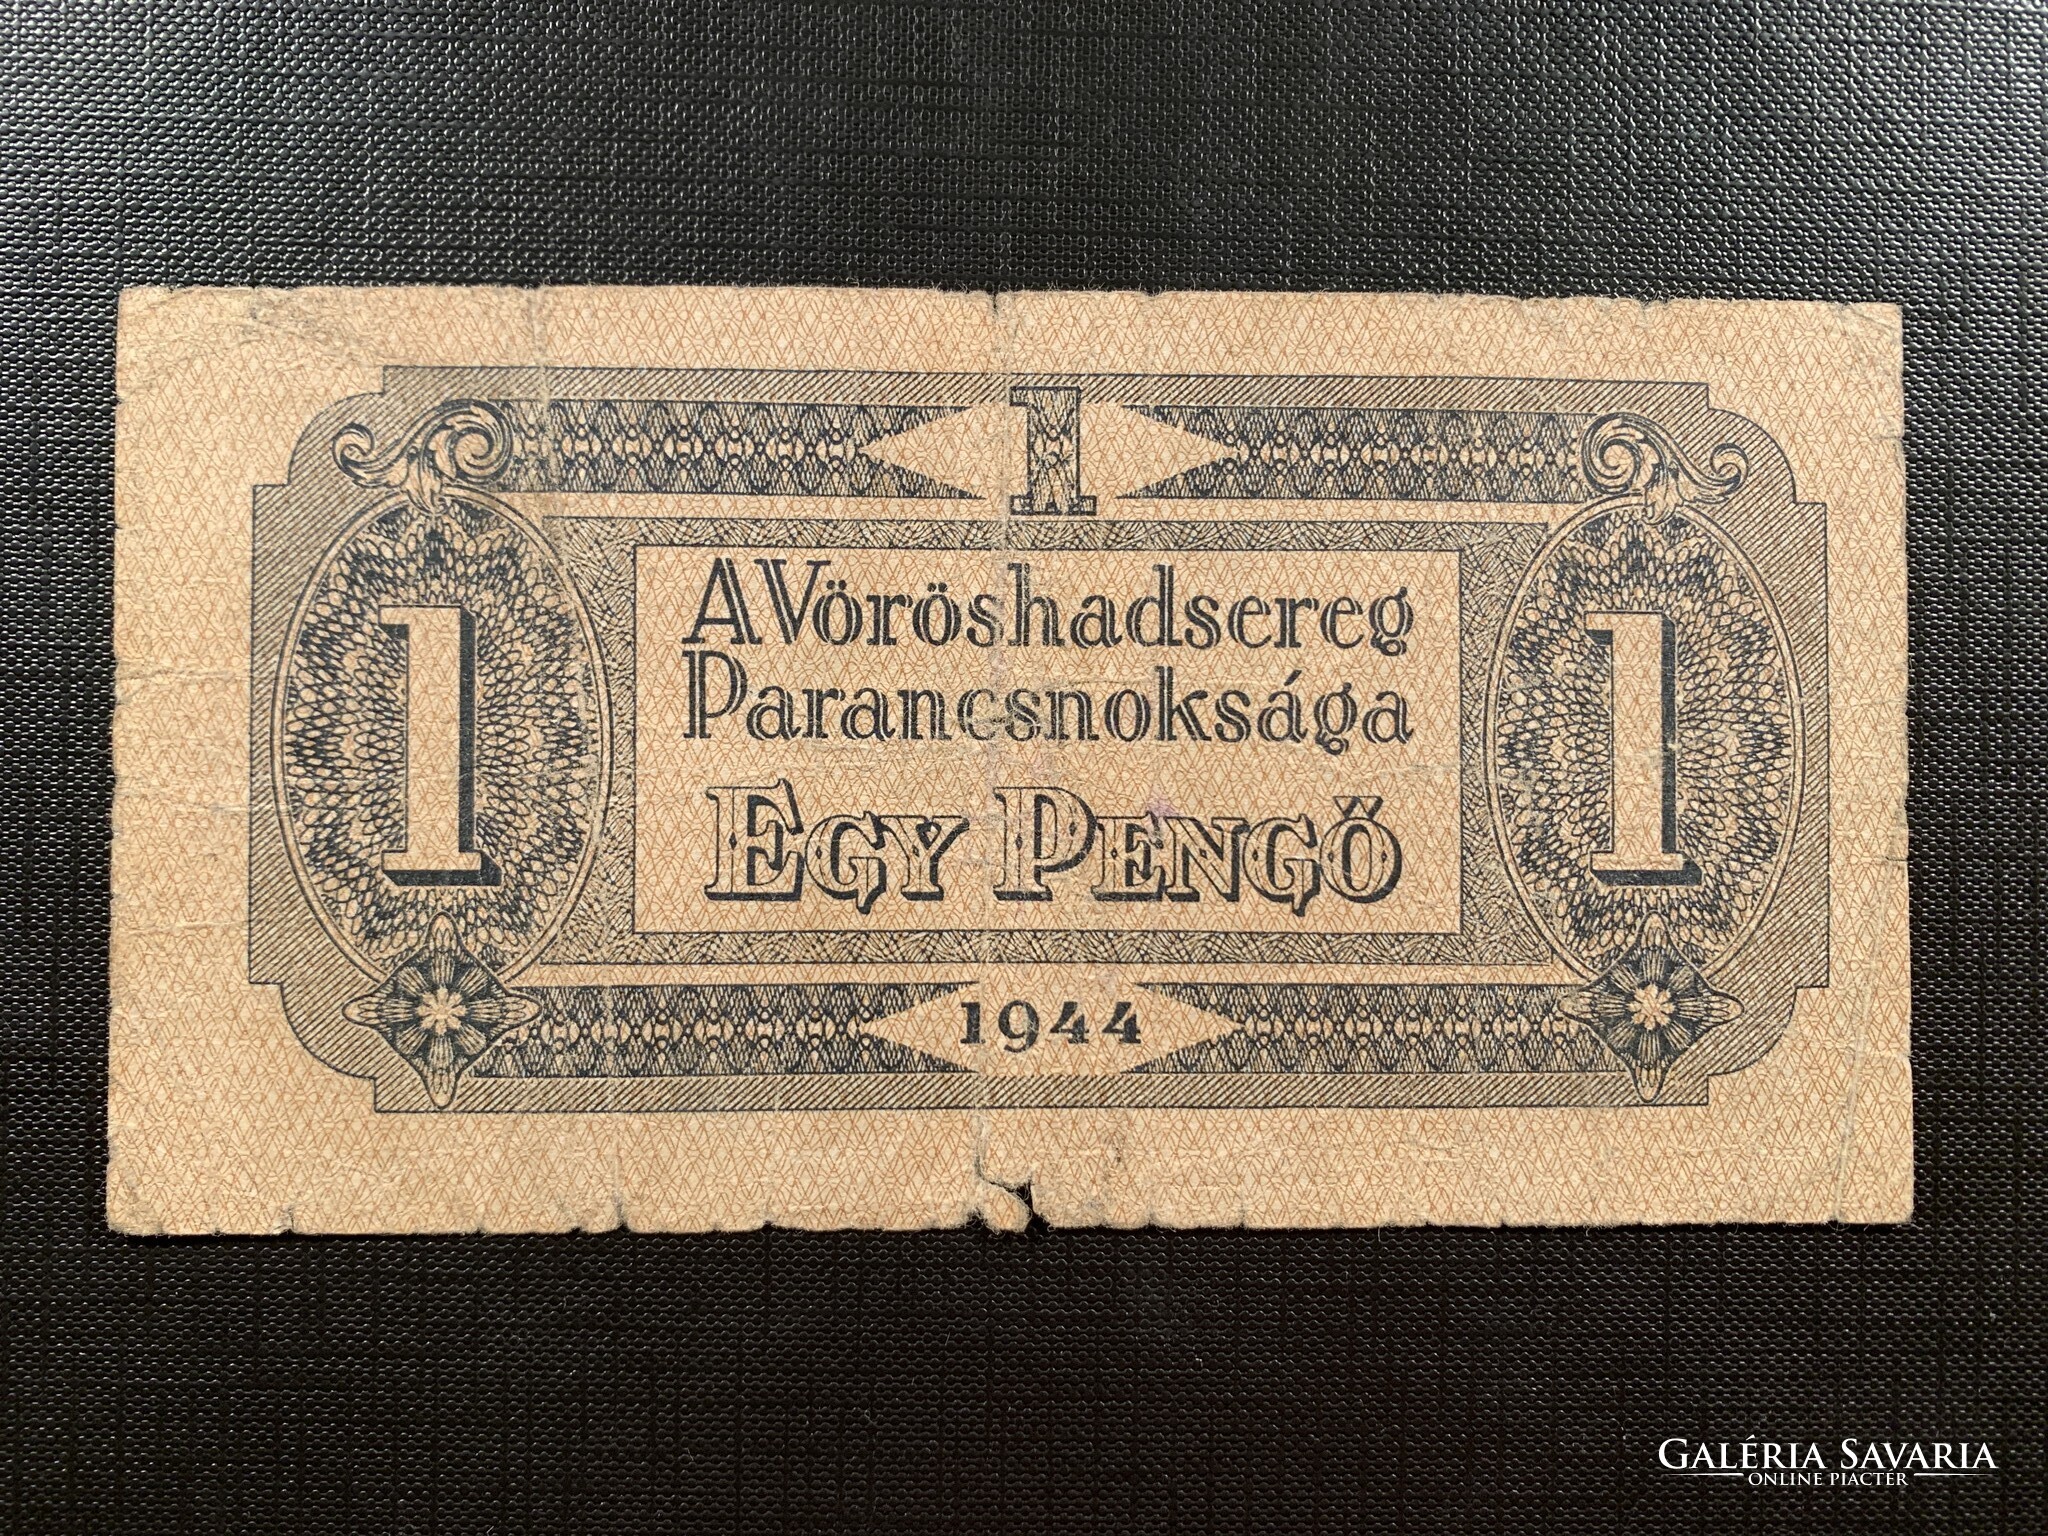 1
A Vöröshadsereg
Parancsnoksága
1 1
EGY PENGŐ
1944
GALÉRIA SAVARIA
ONLINE PIACTÉR